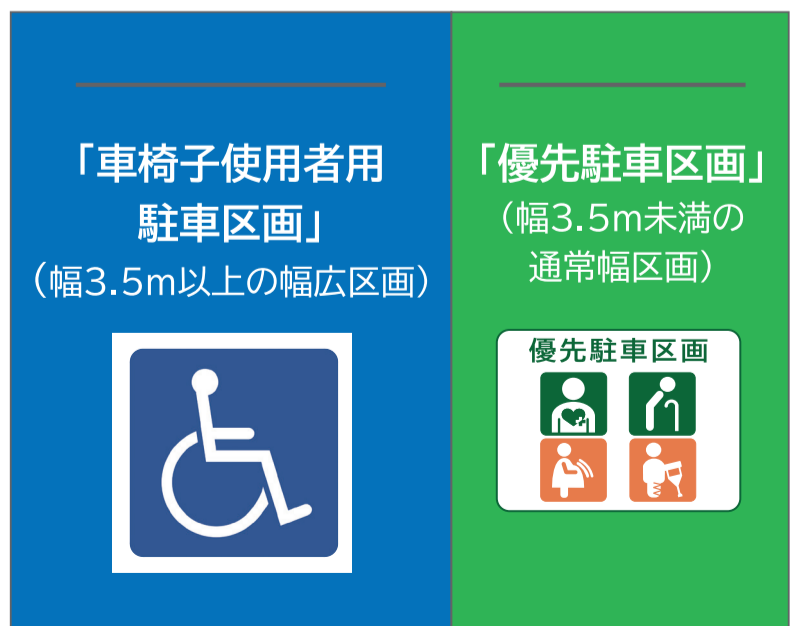 「車椅子使用者用
駐車区画」
（幅3.5m以上の幅広区画）
「優先駐車区画」
（幅3.5m未満の
通常幅区画）
優先駐車区画